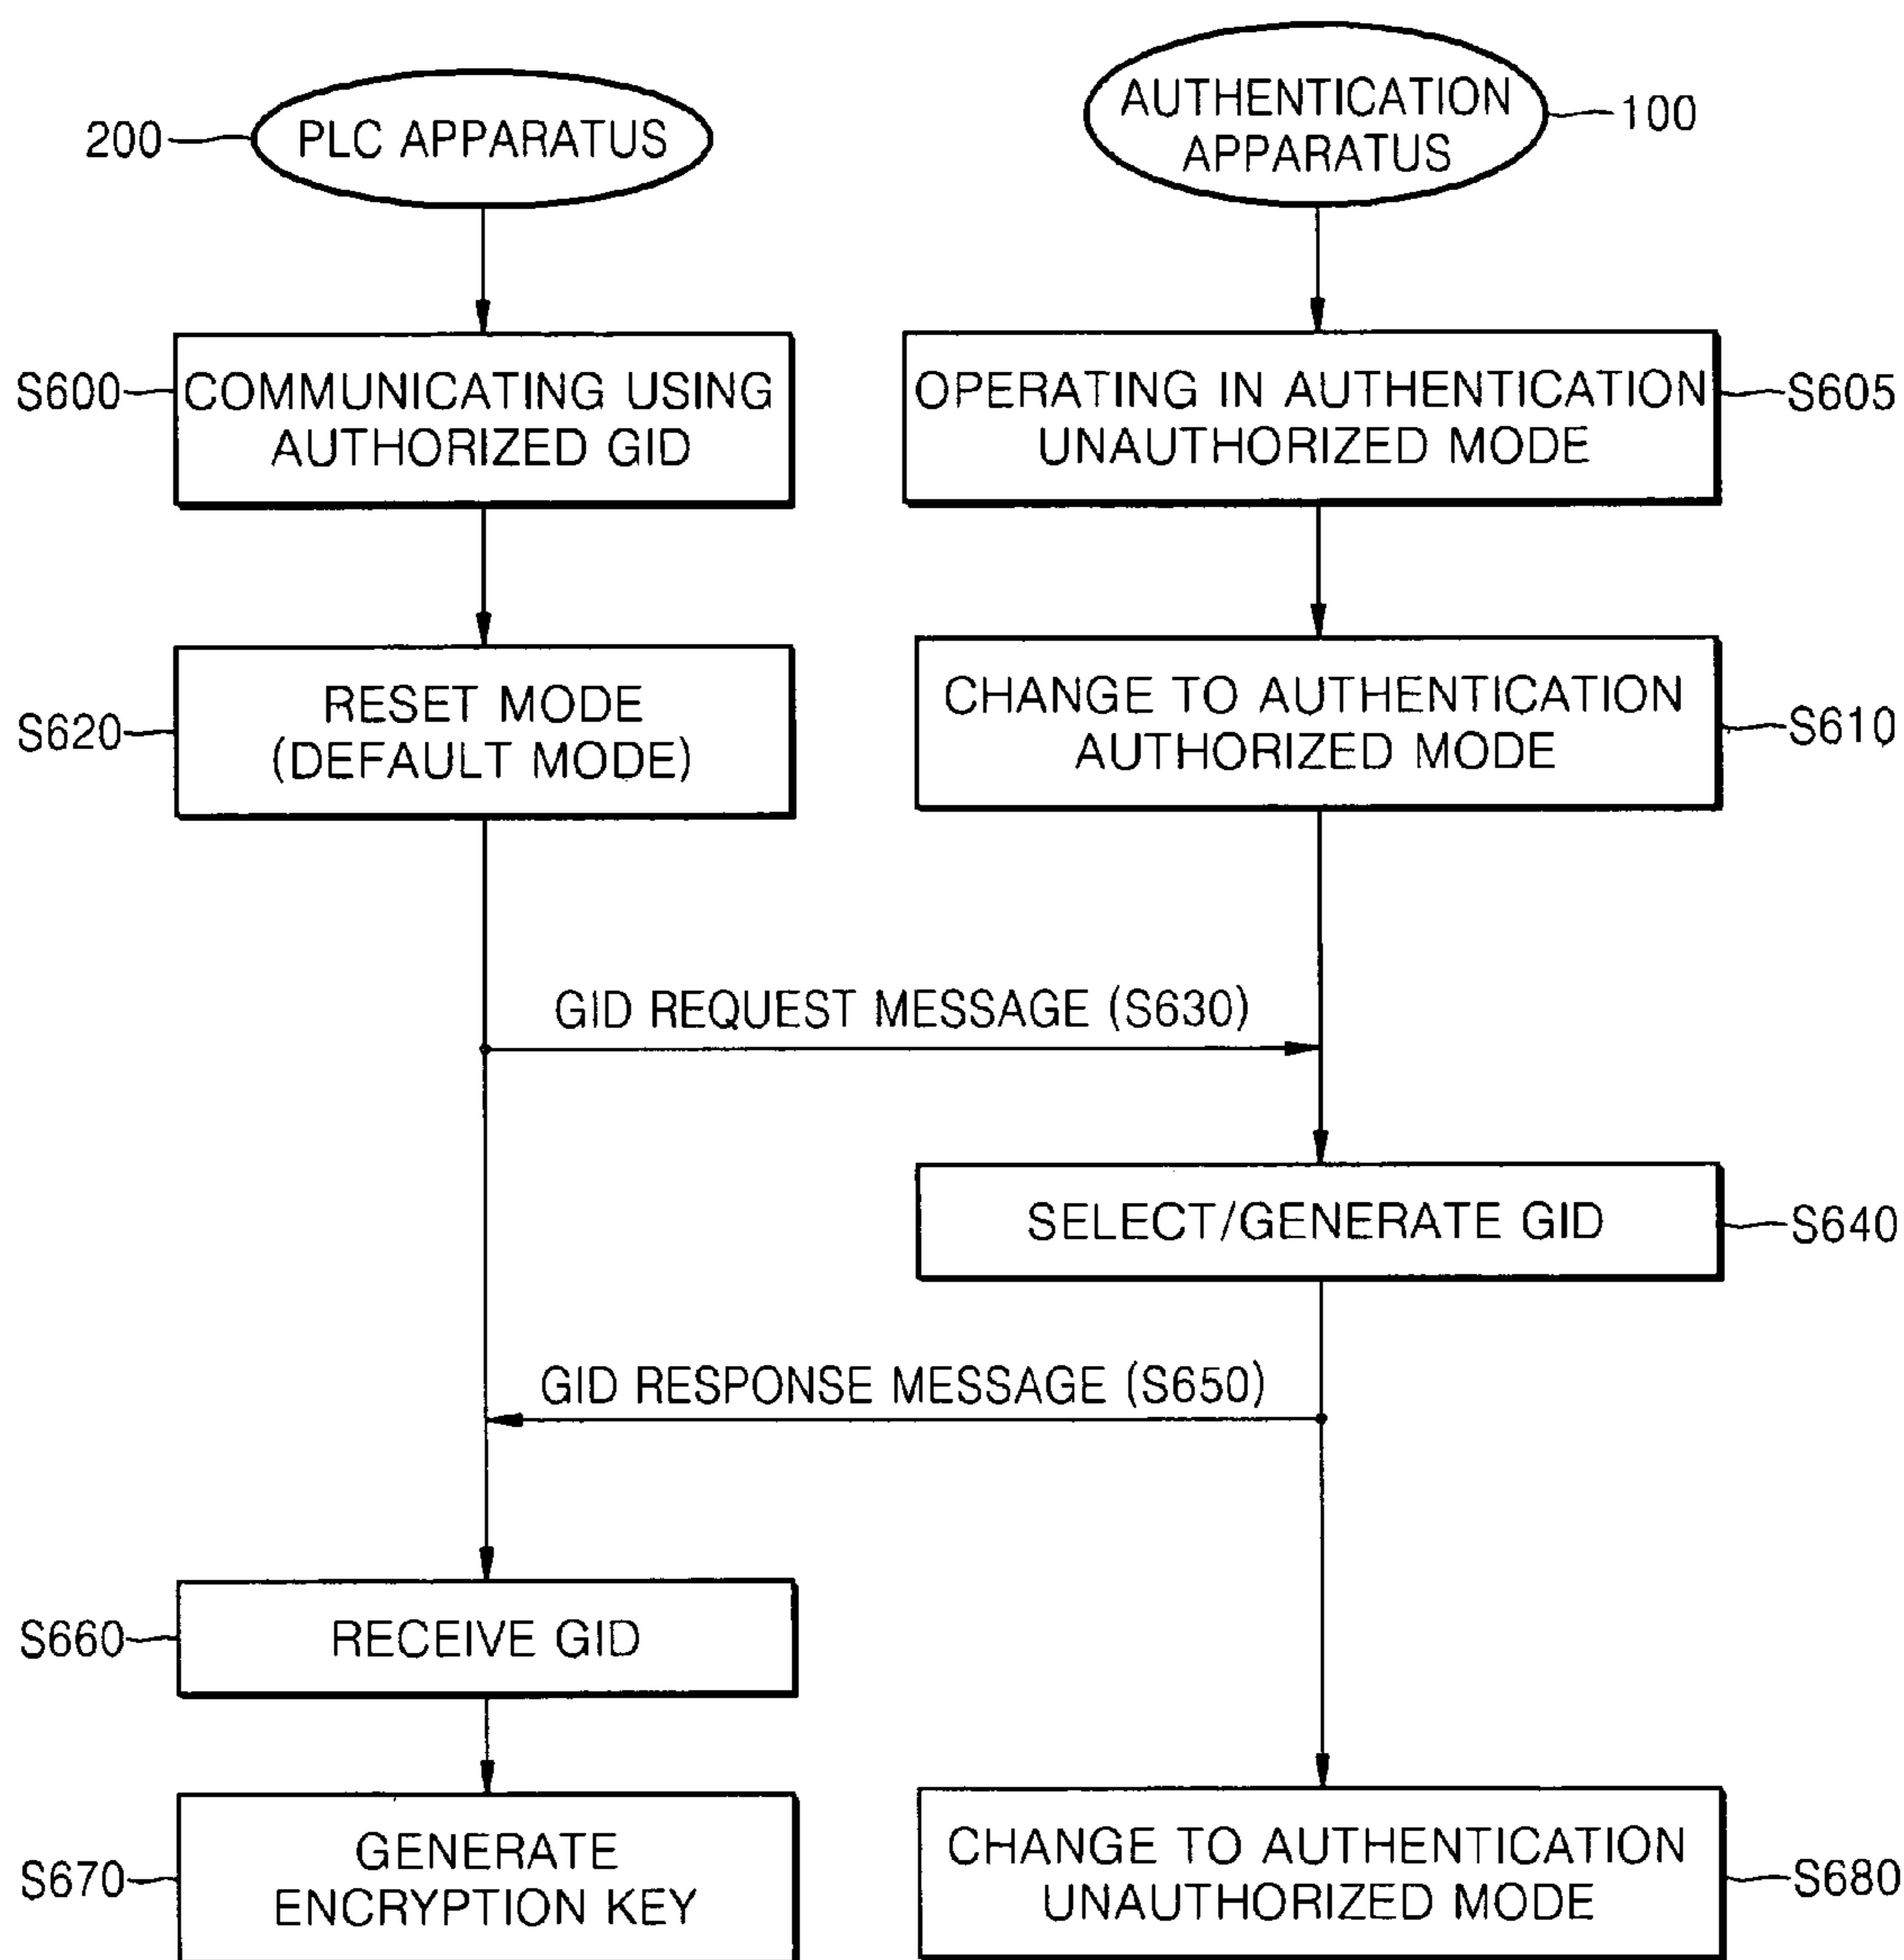 200
PLC APPARATUS
AUTHENTICATION
APPARATUS
100
S600
COMMUNICATING USING
AUTHORIZED GID
OPERATING IN AUTHENTICATION
UNAUTHORIZED MODE
S605
S620
RESET MODE
(DEFAULT MODE)
CHANGE TO AUTHENTICATION
AUTHORIZED MODE
S610
GID REQUEST MESSAGE (S630)
SELECT/GENERATE GID
S640
GID RESPONSE MESSAGE (S650)
S660
RECEIVE GID
S670
GENERATE
ENCRYPTION KEY
CHANGE TO AUTHENTICATION
UNAUTHORIZED MODE
S680